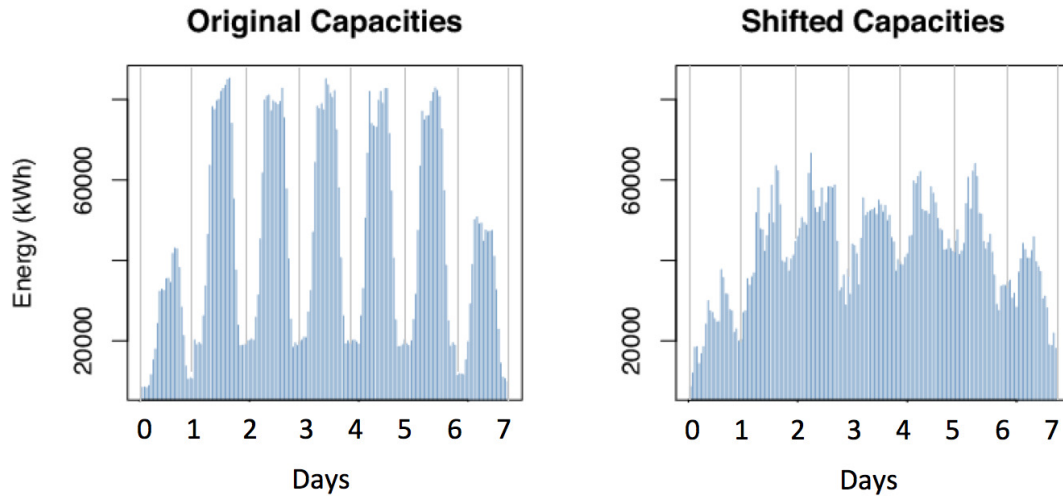 Original Capacities
Shifted Capacities
Energy (kWh)
60000
20000
0 1 2 3 4 5 6 7
Days
60000
20000
0 1 2 3 4 5 6 7
Days